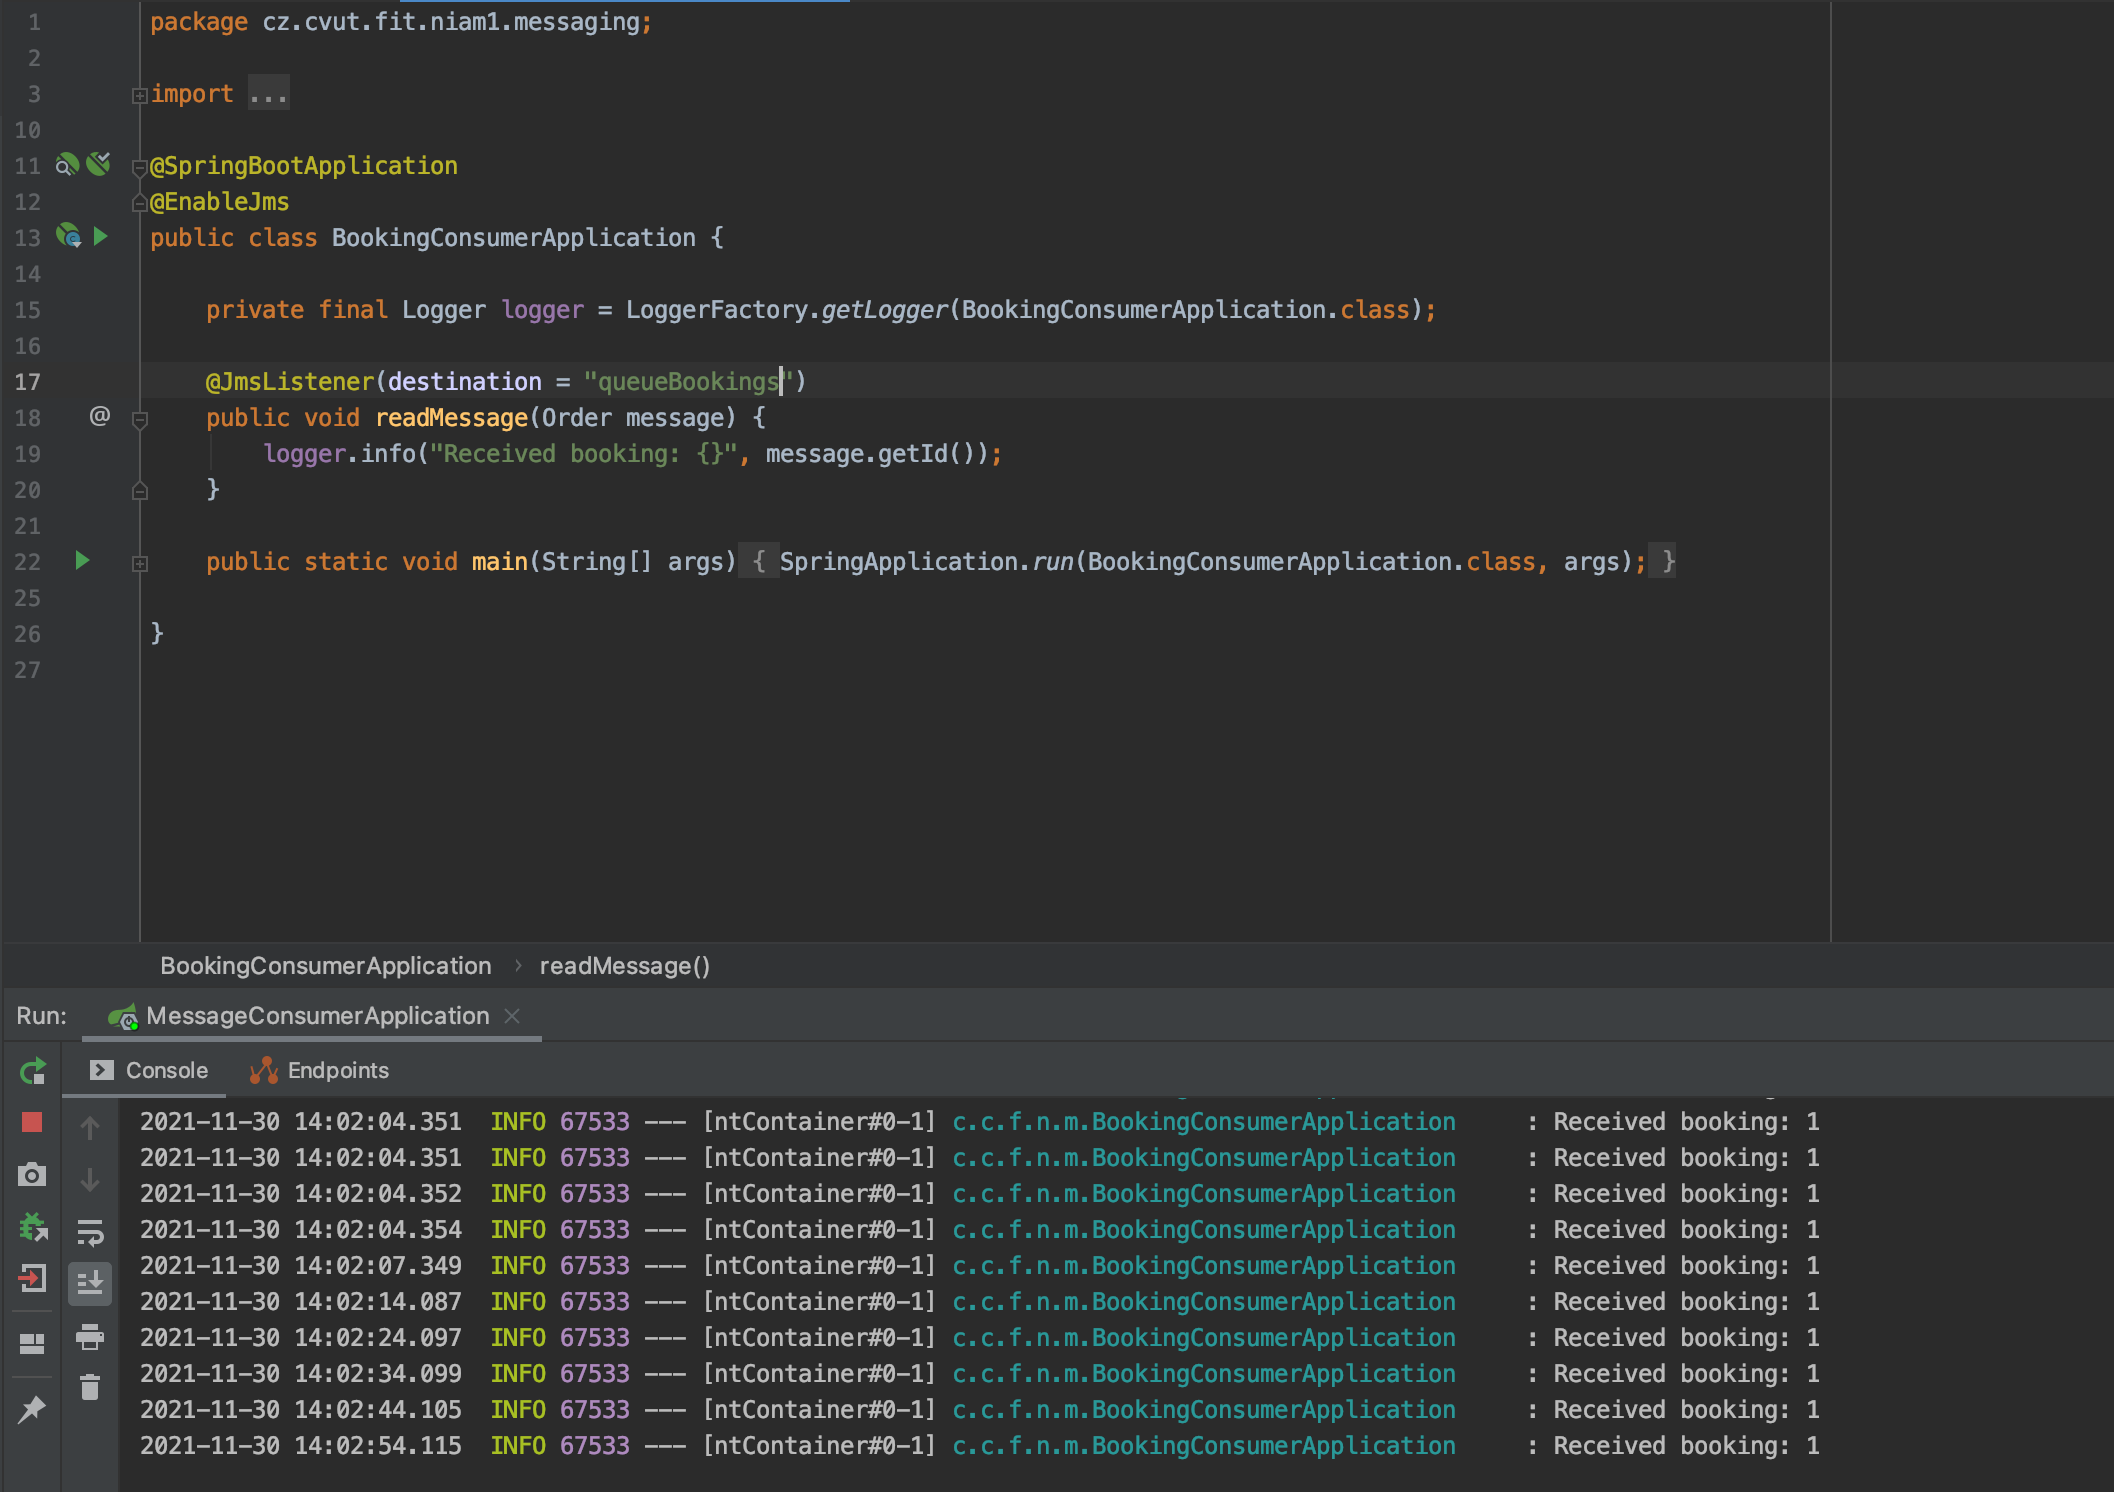 1 package cz.cvut.fit.niam1.messaging;
2
3 import ...
10
11 @SpringBootApplication
12 @EnableJms
13 public class BookingConsumerApplication {
14
15 private final Logger logger = LoggerFactory.getLogger(BookingConsumerApplication.class);
16
17 @JmsListener(destination = "queueBookings")
18 @ public void readMessage(Order message) {
19 logger.info("Received booking: {}", message.getId());
20 }
21
22 public static void main(String[] args) { SpringApplication.run(BookingConsumerApplication.class, args); }
25
26 }
27
BookingConsumerApplication › readMessage()
Run: MessageConsumerApplication ×
Console Endpoints
2021-11-30 14:02:04.351 INFO 67533 --- [ntContainer#0-1] c.c.f.n.m.BookingConsumerApplication : Received booking: 1
2021-11-30 14:02:04.351 INFO 67533 --- [ntContainer#0-1] c.c.f.n.m.BookingConsumerApplication : Received booking: 1
2021-11-30 14:02:04.352 INFO 67533 --- [ntContainer#0-1] c.c.f.n.m.BookingConsumerApplication : Received booking: 1
2021-11-30 14:02:04.354 INFO 67533 --- [ntContainer#0-1] c.c.f.n.m.BookingConsumerApplication : Received booking: 1
2021-11-30 14:02:07.349 INFO 67533 --- [ntContainer#0-1] c.c.f.n.m.BookingConsumerApplication : Received booking: 1
2021-11-30 14:02:14.087 INFO 67533 --- [ntContainer#0-1] c.c.f.n.m.BookingConsumerApplication : Received booking: 1
2021-11-30 14:02:24.097 INFO 67533 --- [ntContainer#0-1] c.c.f.n.m.BookingConsumerApplication : Received booking: 1
2021-11-30 14:02:34.099 INFO 67533 --- [ntContainer#0-1] c.c.f.n.m.BookingConsumerApplication : Received booking: 1
2021-11-30 14:02:44.105 INFO 67533 --- [ntContainer#0-1] c.c.f.n.m.BookingConsumerApplication : Received booking: 1
2021-11-30 14:02:54.115 INFO 67533 --- [ntContainer#0-1] c.c.f.n.m.BookingConsumerApplication : Received booking: 1